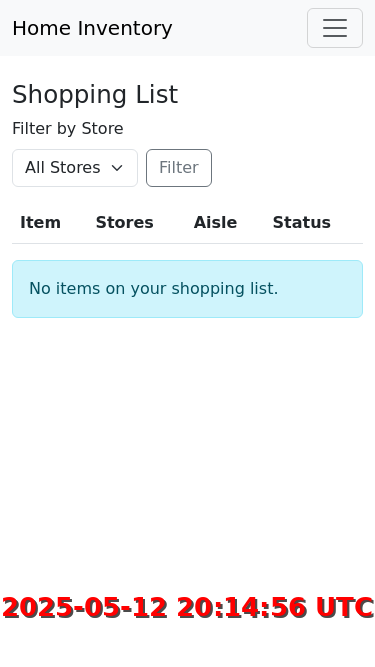 Home Inventory
Shopping List
Filter by Store
All Stores Filter
Item Stores Aisle Status
No items on your shopping list.
2025-05-12 20:14:56 UTC